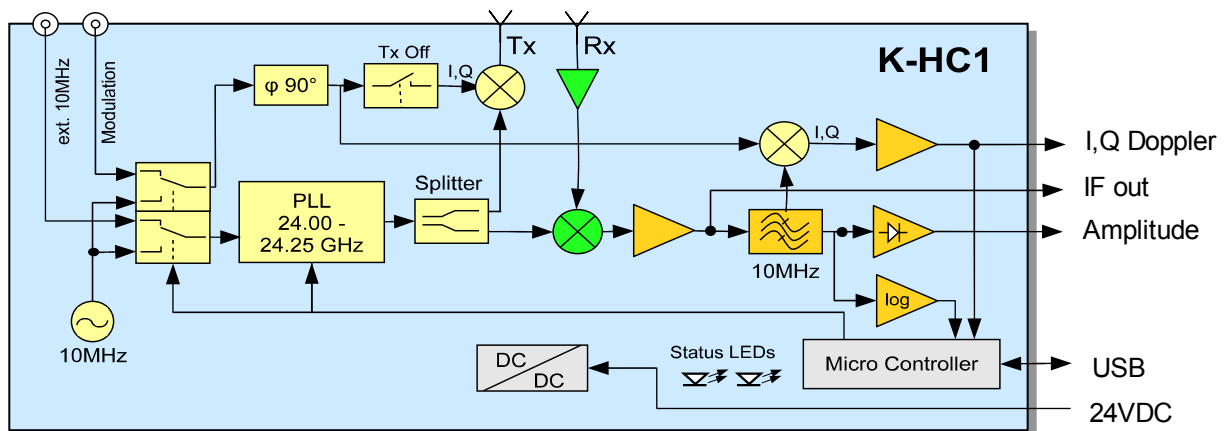 K-HC1
ext. 10MHz
Modulation
φ 90°
Tx Off
I,Q
Tx
Rx
I,Q
I,Q Doppler
IF out
Amplitude
PLL
24.00 -
24.25 GHz
Splitter
10MHz
log
10MHz
DC
DC
Status LEDs
Micro Controller
USB
24VDC